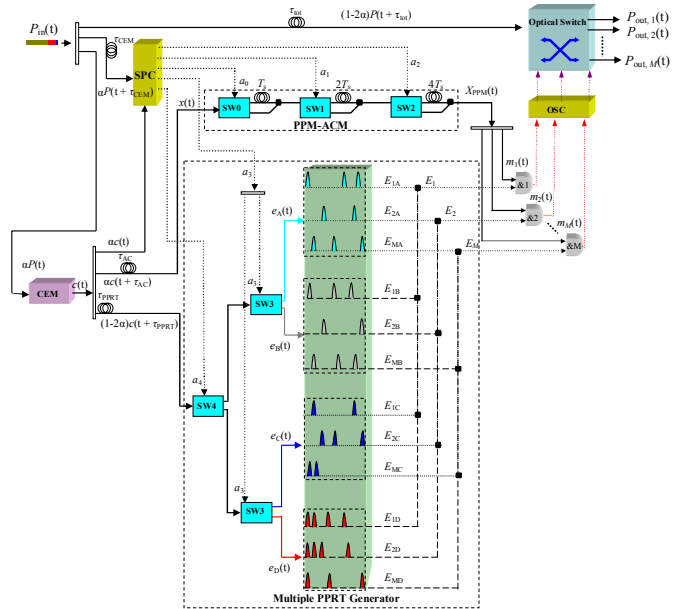 P_in(t)
τ_tot
(1-2α)P(t + τ_tot)
Optical Switch
P_out, 1(t)
P_out, 2(t)
P_out, M(t)
τ_CEM
SPC
αP(t + τ_CEM)
a_0
a_1
a_2
x(t)
SW0
T_s
SW1
2T_s
SW2
4T_s
X_PPM(t)
PPM-ACM
OSC
m_1(t)
&1
m_2(t)
&2
m_M(t)
&M
a_3
e_A(t)
E_1A
E_1
E_2A
E_2
E_MA
E_M
αc(t)
τ_AC
αc(t + τ_AC)
αP(t)
CEM
c(t)
τ_PPRT
(1-2α)c(t + τ_PPRT)
a_3
SW3
e_B(t)
E_1B
E_2B
E_MB
a_4
SW4
e_C(t)
E_1C
E_2C
E_MC
a_3
SW3
e_D(t)
E_1D
E_2D
E_MD
Multiple PPRT Generator